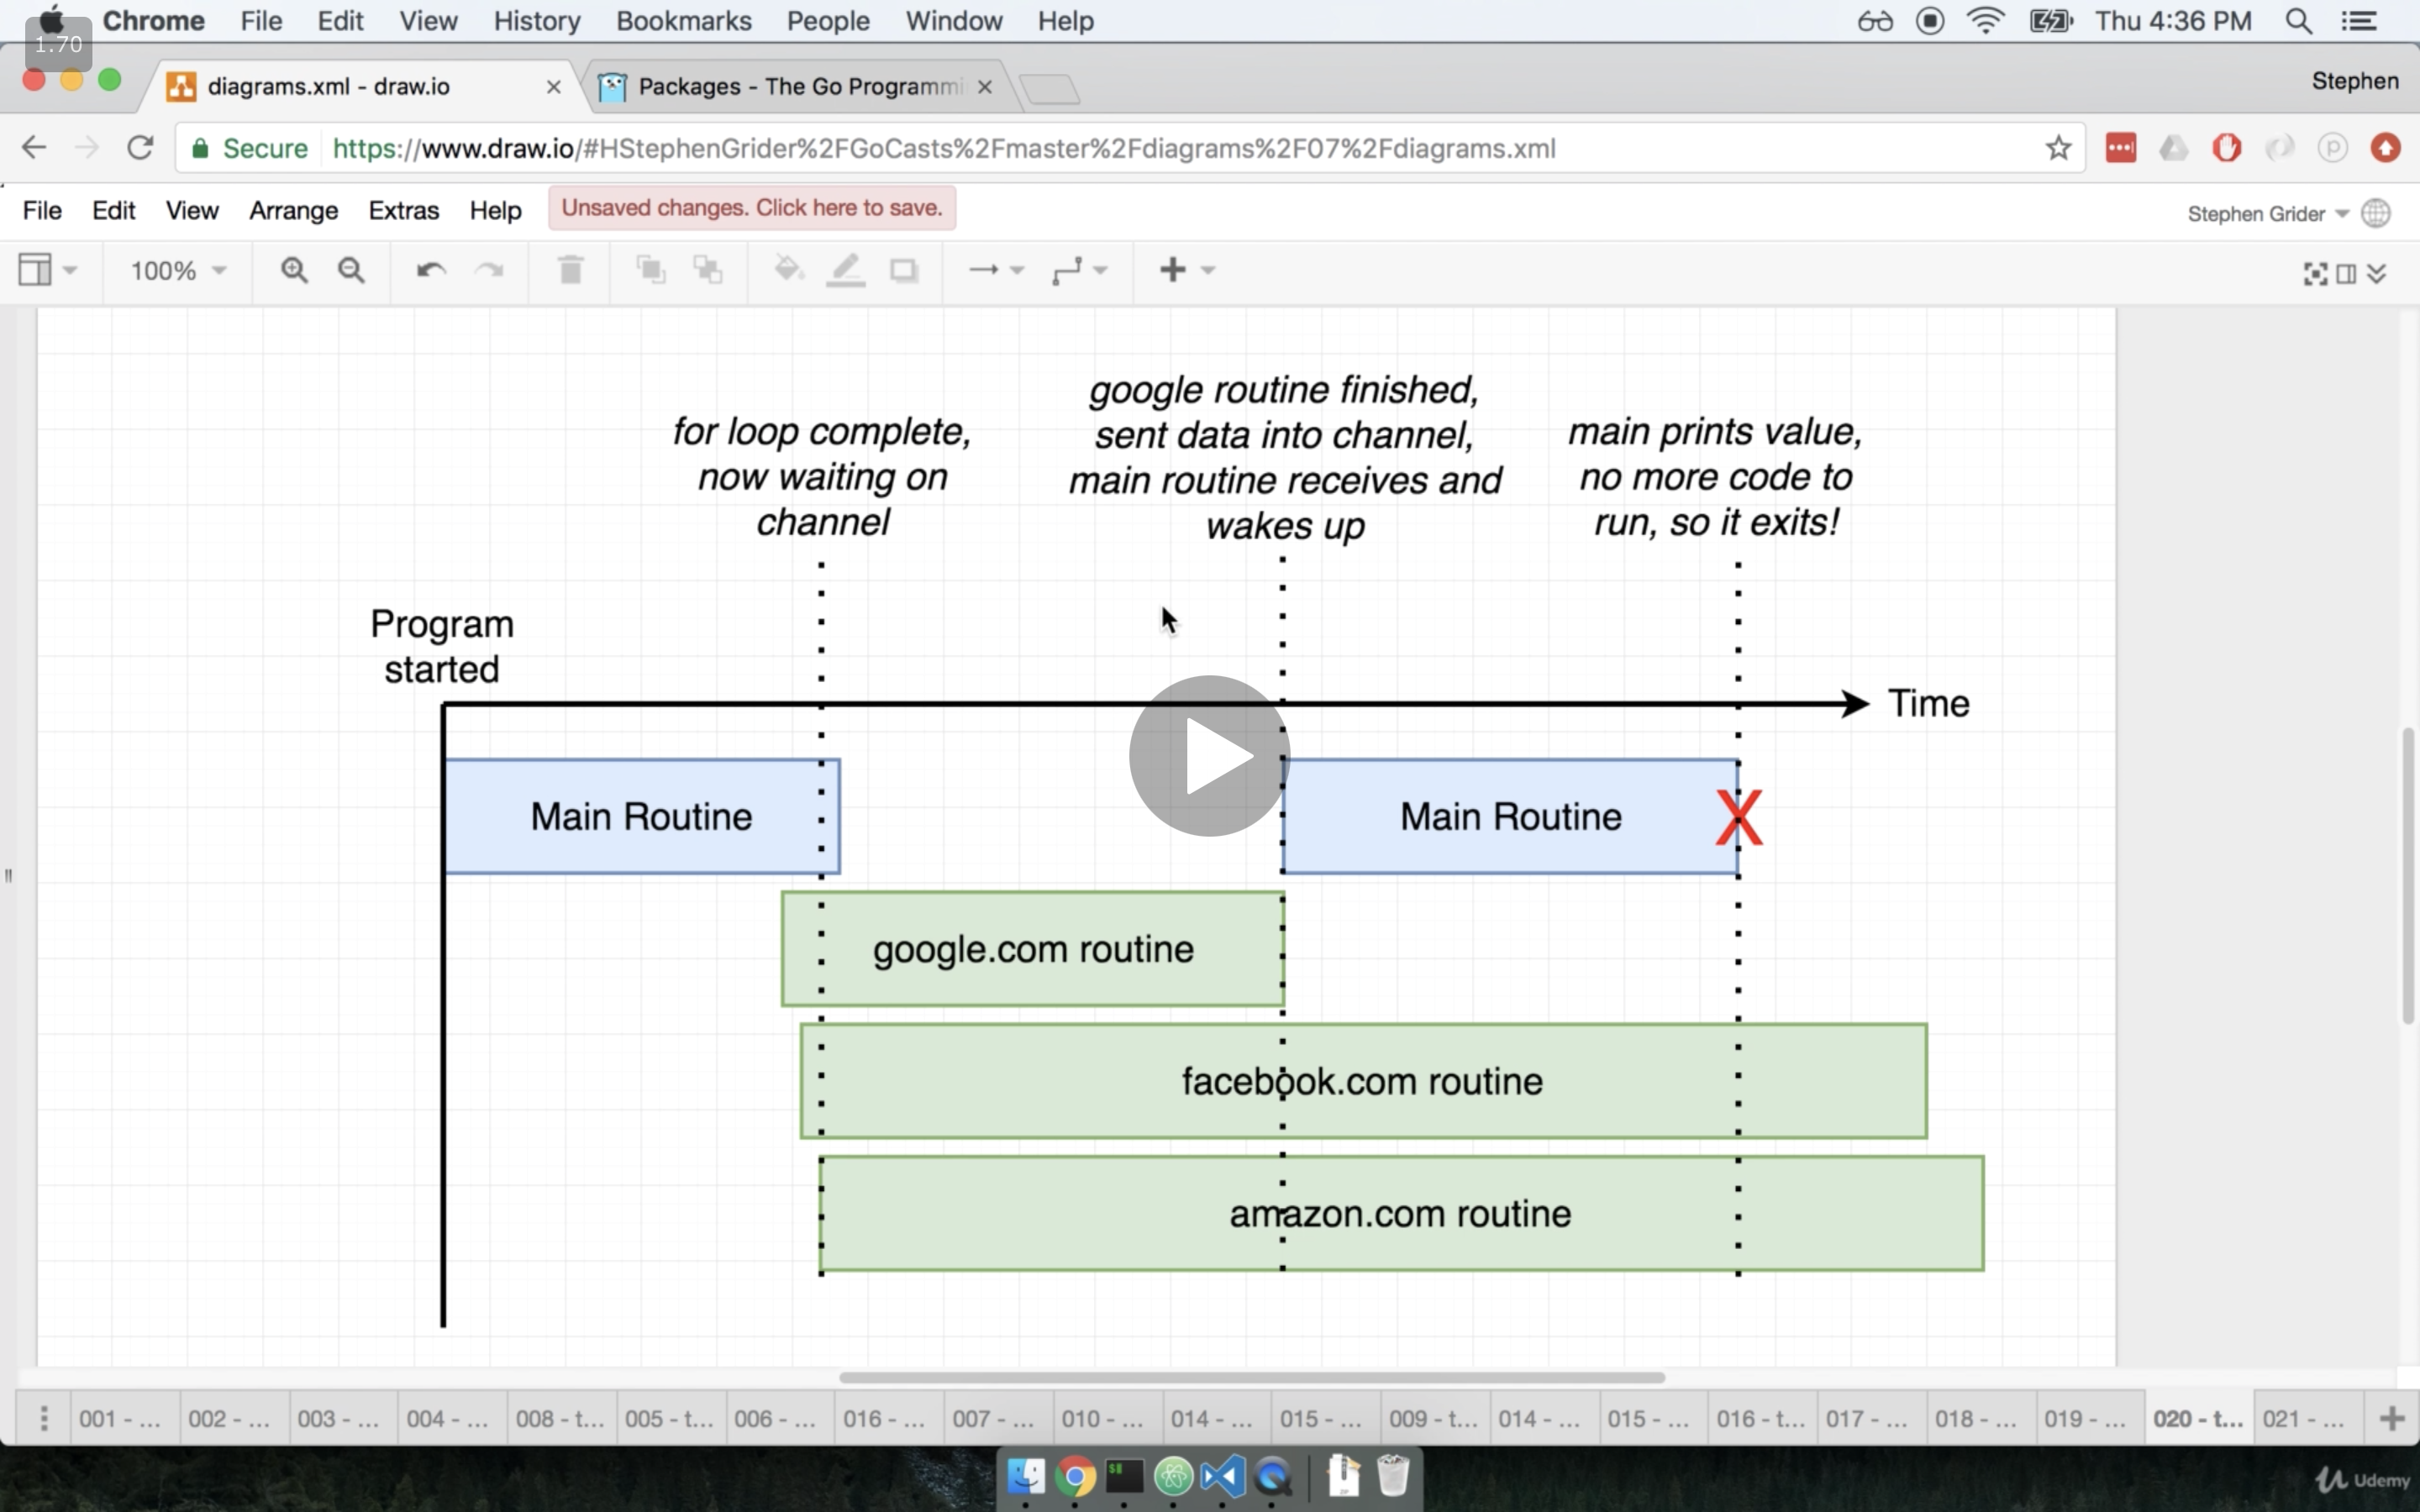 Chrome File Edit View History Bookmarks People Window Help Thu 4:36 PM
1.70
diagrams.xml - draw.io Packages - The Go Programmi Stephen
Secure https://www.draw.io/#HStephenGrider%2FGoCasts%2Fmaster%2Fdiagrams%2F07%2Fdiagrams.xml
File Edit View Arrange Extras Help Unsaved changes. Click here to save. Stephen Grider
100%
for loop complete,
now waiting on
channel
google routine finished,
sent data into channel,
main routine receives and
wakes up
main prints value,
no more code to
run, so it exits!
Program
started
Time
Main Routine
Main Routine
X
google.com routine
facebook.com routine
amazon.com routine
001 - ... 002 - ... 003 - ... 004 - ... 008 - t... 005 - t... 006 - ... 016 - ... 007 - ... 010 - ... 014 - ... 015 - ... 009 - t... 014 - ... 015 - ... 016 - t... 017 - ... 018 - ... 019 - ... 020 - t... 021 - ...
Udemy